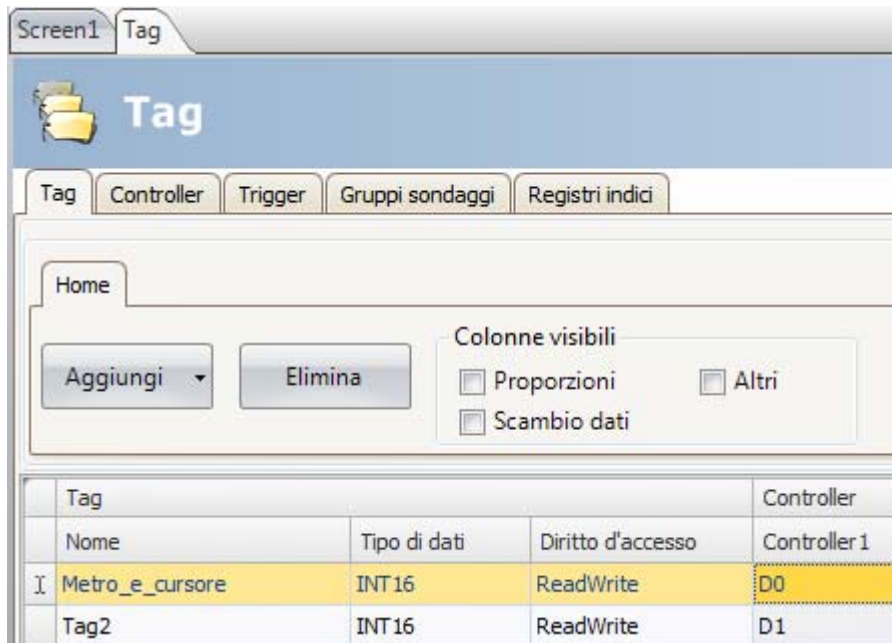 Screen1 Tag
Tag
Tag Controller Trigger Gruppi sondaggi Registri indici
Home
Colonne visibili
Aggiungi Elimina Proporzioni Altri
Scambio dati
Tag Controller
Nome Tipo di dati Diritto d'accesso Controller1
Metro_e_cursore INT16 ReadWrite D0
Tag2 INT16 ReadWrite D1